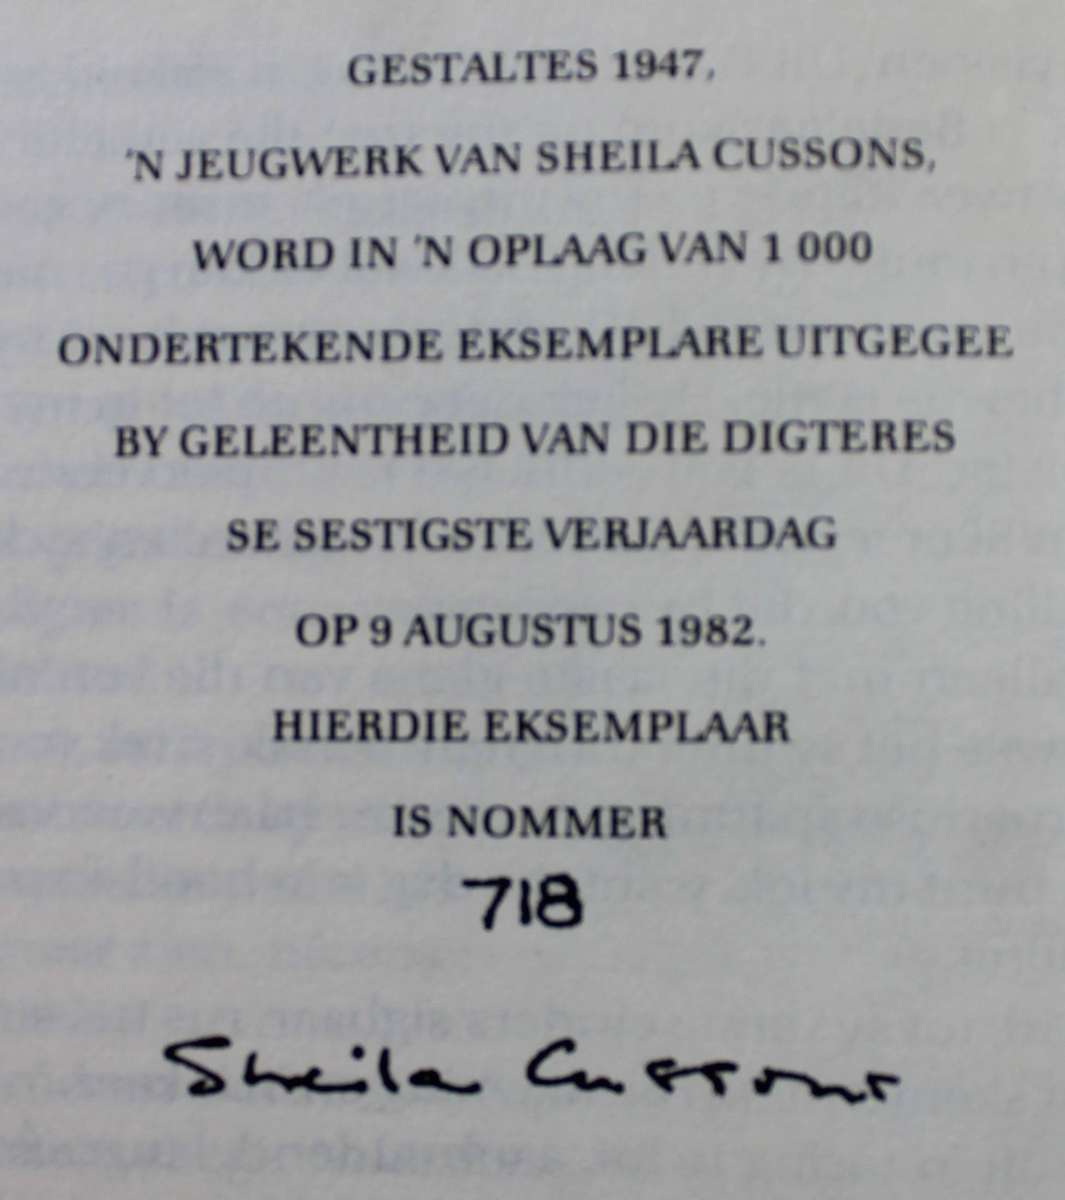 GESTALTES 1947,
'N JEUGWERK VAN SHEILA CUSSONS,
WORD IN 'N OPLAAG VAN 1 000
ONDERTEKENDE EKSEMPLARE UITGEGEE
BY GELEENTHEID VAN DIE DIGTERES
SE SESTIGSTE VERJAARDAG
OP 9 AUGUSTUS 1982.
HIERDIE EKSEMPLAAR
IS NOMMER
718
Sheila Cussons